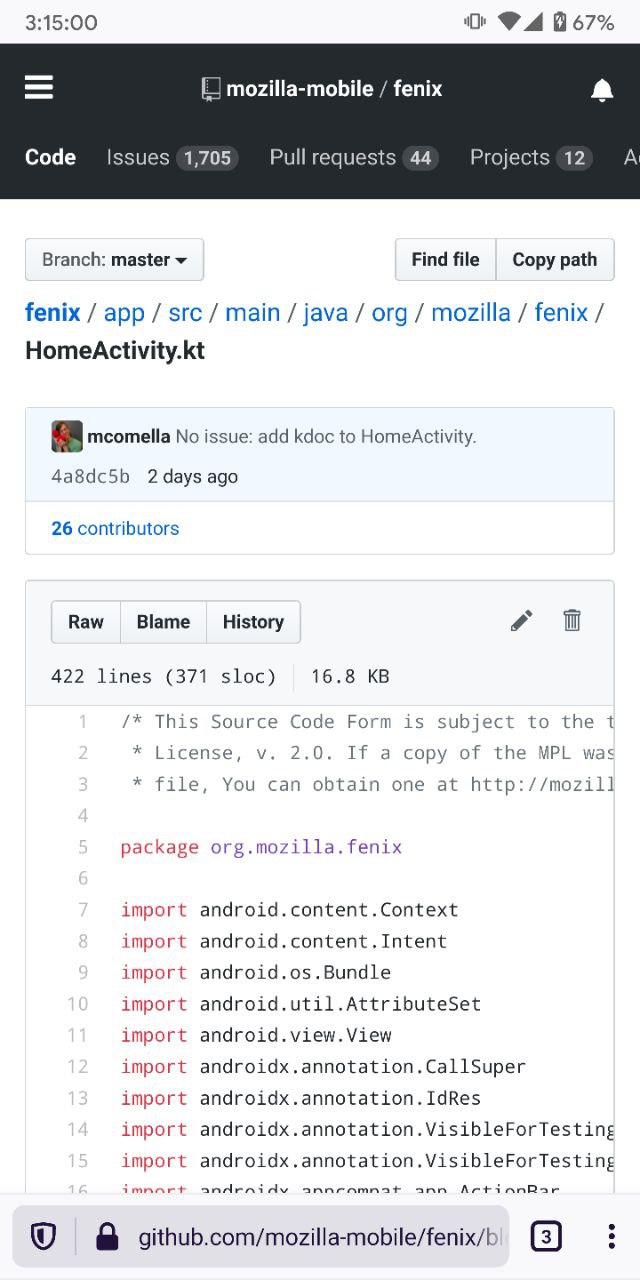 3:15:00 67%
mozilla-mobile / fenix
Code Issues 1,705 Pull requests 44 Projects 12 A
Branch: master Find file Copy path
fenix / app / src / main / java / org / mozilla / fenix /
HomeActivity.kt
mcomella No issue: add kdoc to HomeActivity.
4a8dc5b 2 days ago
26 contributors
Raw Blame History
422 lines (371 sloc) 16.8 KB
1 /* This Source Code Form is subject to the t
2 * License, v. 2.0. If a copy of the MPL was
3 * file, You can obtain one at http://mozill
4
5 package org.mozilla.fenix
6
7 import android.content.Context
8 import android.content.Intent
9 import android.os.Bundle
10 import android.util.AttributeSet
11 import android.view.View
12 import androidx.annotation.CallSuper
13 import androidx.annotation.IdRes
14 import androidx.annotation.VisibleForTesting
15 import androidx.annotation.VisibleForTesting
16 import androidx.appcompat.app.ActionBar
github.com/mozilla-mobile/fenix/bl 3